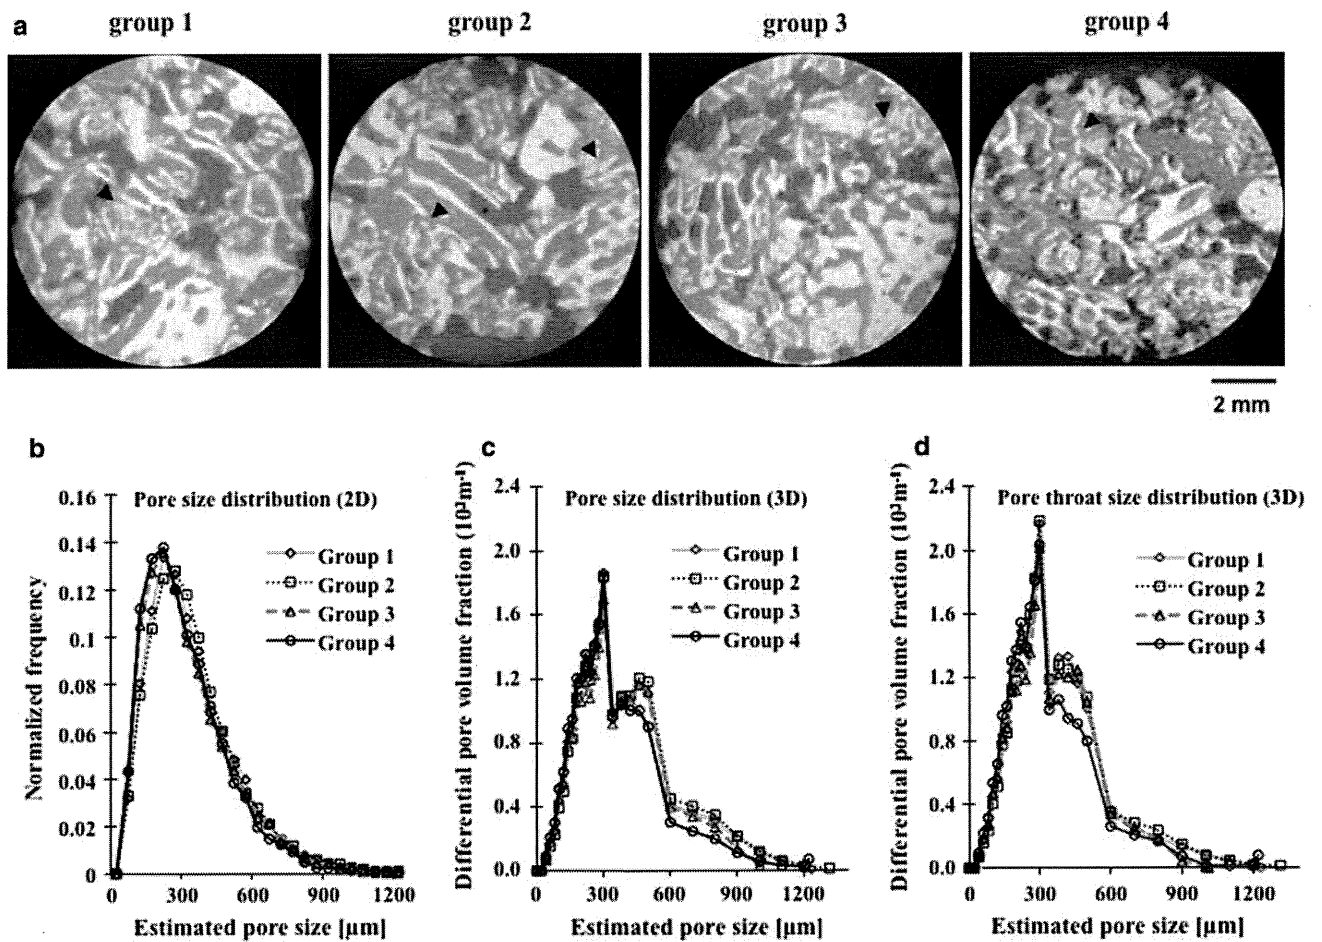 a
group 1
group 2
group 3
group 4
2 mm
b
Pore size distribution (2D)
Normalized frequency
0.16
0.14
0.12
0.1
0.08
0.06
0.04
0.02
0
Group 1
Group 2
Group 3
Group 4
0
300
600
900
1200
Estimated pore size [µm]
c
Pore size distribution (3D)
Differential pore volume fraction (10²m⁻¹)
2.4
2.0
1.6
1.2
0.8
0.4
0.0
Group 1
Group 2
Group 3
Group 4
0
300
600
900
1200
Estimated pore size [µm]
d
Pore throat size distribution (3D)
Differential pore volume fraction (10²m⁻¹)
2.4
2.0
1.6
1.2
0.8
0.4
0.0
Group 1
Group 2
Group 3
Group 4
0
300
600
900
1200
Estimated pore size [µm]